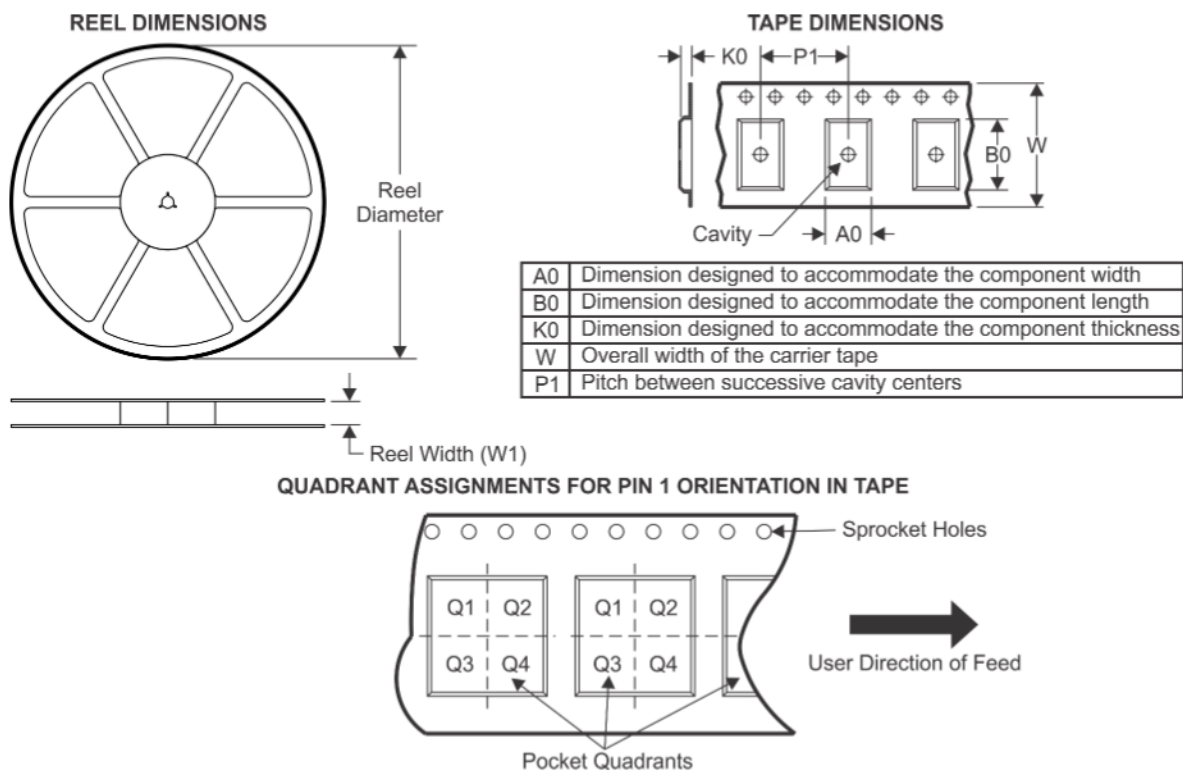 REEL DIMENSIONS
Reel
Diameter
Reel Width (W1)
TAPE DIMENSIONS
K0
P1
B0
W
Cavity
A0
A0 Dimension designed to accommodate the component width
B0 Dimension designed to accommodate the component length
K0 Dimension designed to accommodate the component thickness
W Overall width of the carrier tape
P1 Pitch between successive cavity centers
QUADRANT ASSIGNMENTS FOR PIN 1 ORIENTATION IN TAPE
Sprocket Holes
Q1 Q2 Q1 Q2
Q3 Q4 Q3 Q4
User Direction of Feed
Pocket Quadrants